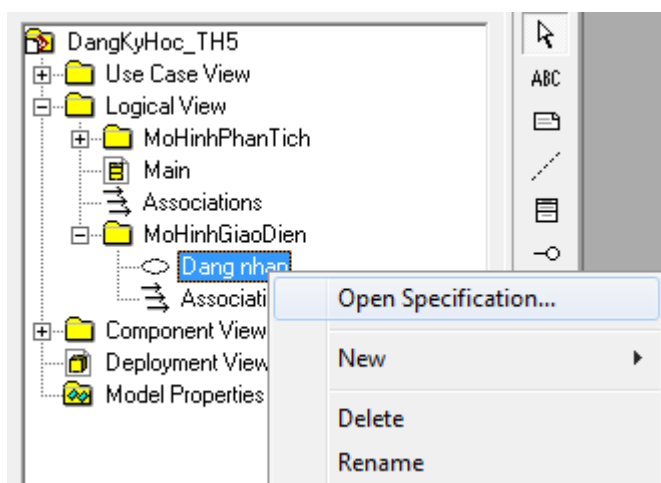 DangKyHoc_TH5
Use Case View
ABC
Logical View
MoHinhPhanTich
Main
Associations
MoHinhGiaoDien
Dang nhap
Associati
Open Specification...
Component View
New
Deployment View
Model Properties
Delete
Rename